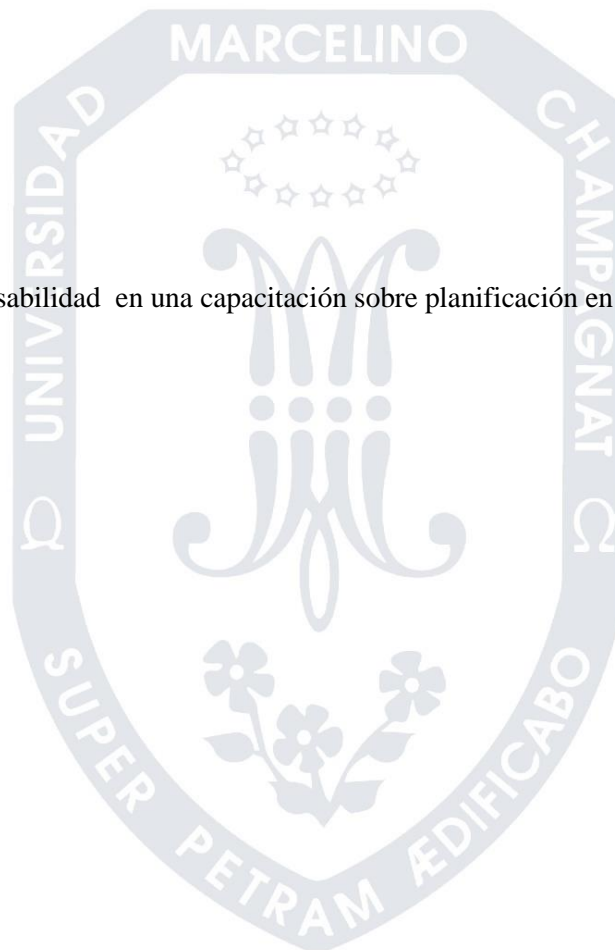 MARCELINO
UNIVERSIDAD
CHAMPAGNAT
sabilidad en una capacitación sobre planificación en
SUPER PETRAM ÆDIFICABO